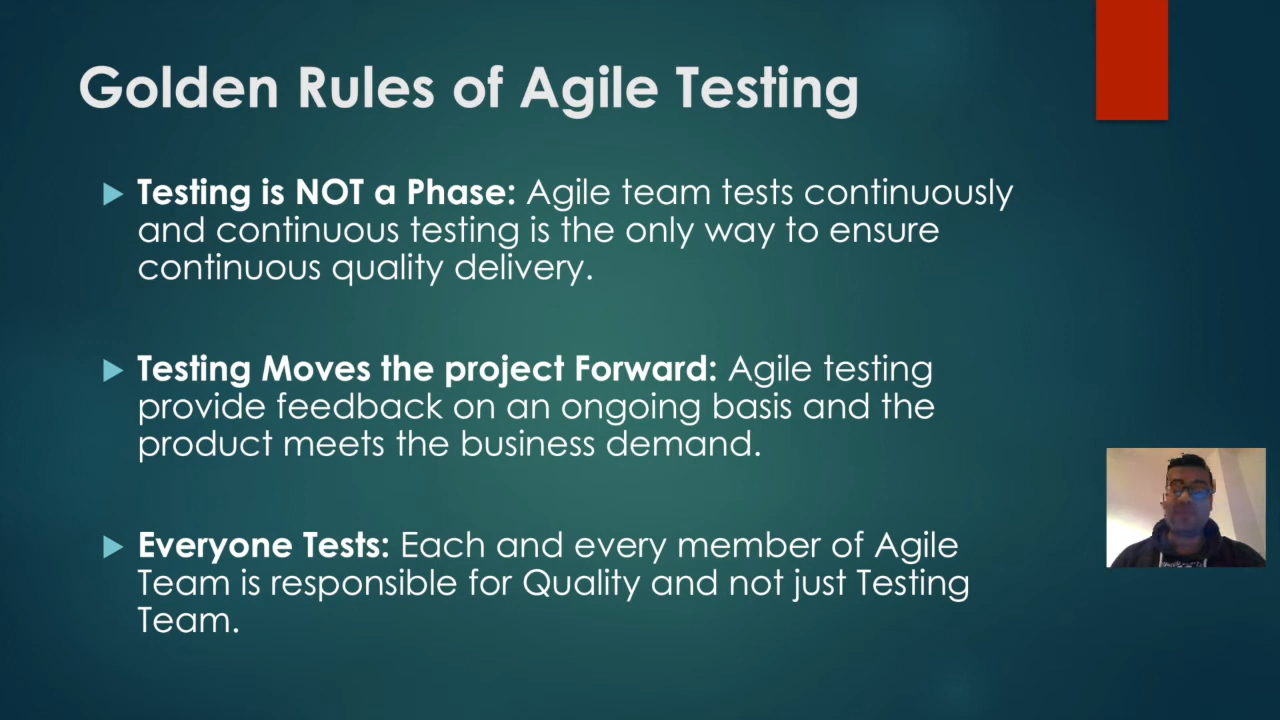 Golden Rules of Agile Testing
Testing is NOT a Phase: Agile team tests continuously
and continuous testing is the only way to ensure
continuous quality delivery.
Testing Moves the project Forward: Agile testing
provide feedback on an ongoing basis and the
product meets the business demand.
Everyone Tests: Each and every member of Agile
Team is responsible for Quality and not just Testing
Team.